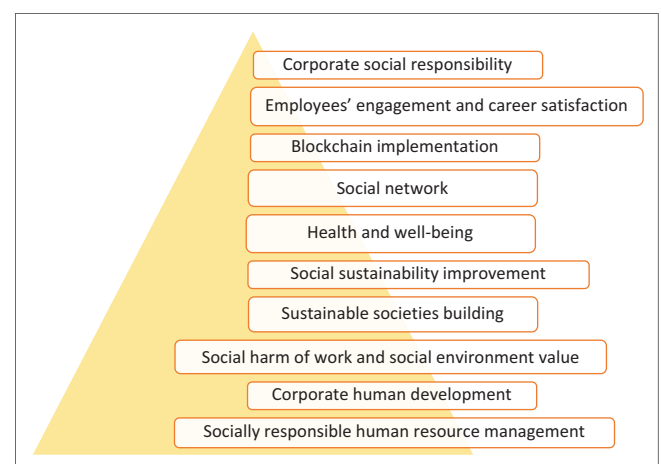 Corporate social responsibility
Employees’ engagement and career satisfaction
Blockchain implementation
Social network
Health and well-being
Social sustainability improvement
Sustainable societies building
Social harm of work and social environment value
Corporate human development
Socially responsible human resource management